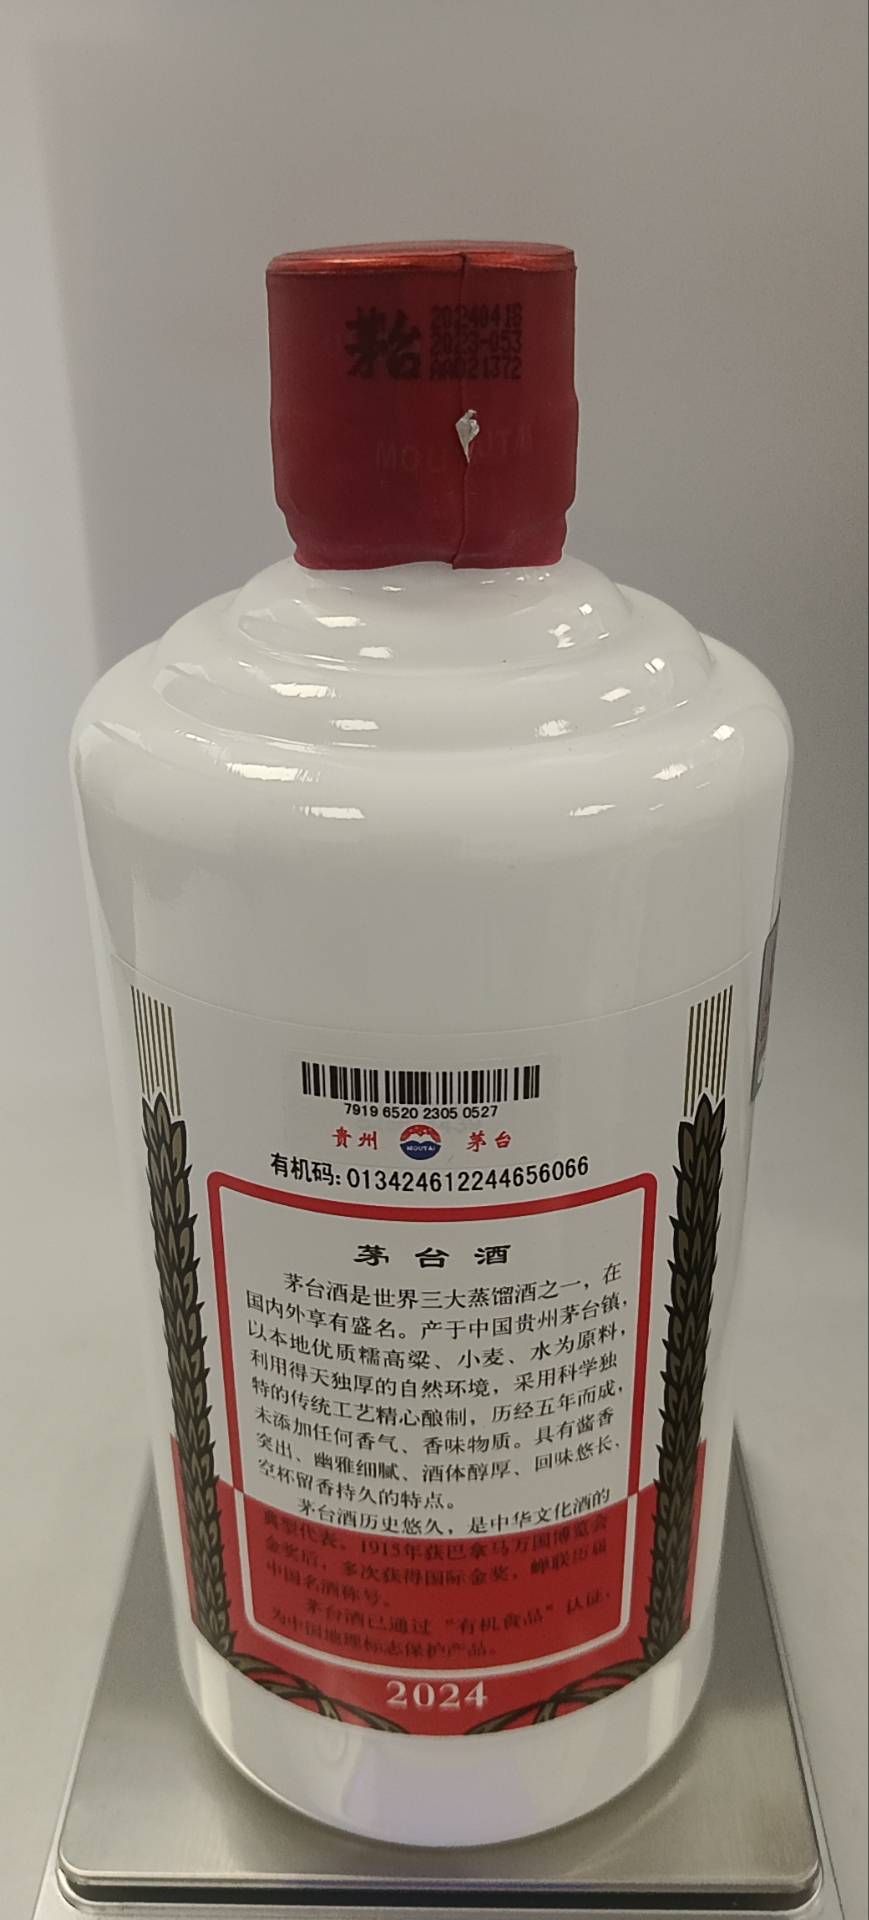 茅台
20240418
2023-053
AA021372
MOUTAI
7919 6520 2305 0527
贵州 MOUTAI 茅台
有机码:013424612244656066
茅台酒
茅台酒是世界三大蒸馏酒之一，在
国内外享有盛名。产于中国贵州茅台镇，
以本地优质糯高粱、小麦、水为原料，
利用得天独厚的自然环境，采用科学独
特的传统工艺精心酿制，历经五年而成，
未添加任何香气、香味物质。具有酱香
突出、幽雅细腻、酒体醇厚、回味悠长、
空杯留香持久的特点。
茅台酒历史悠久，是中华文化酒的
典型代表。1915年获巴拿马万国博览会
金奖后，多次获得国际金奖，蝉联历届
中国名酒称号。
茅台酒已通过“有机食品”认证，
为中国地理标志保护产品。
2024